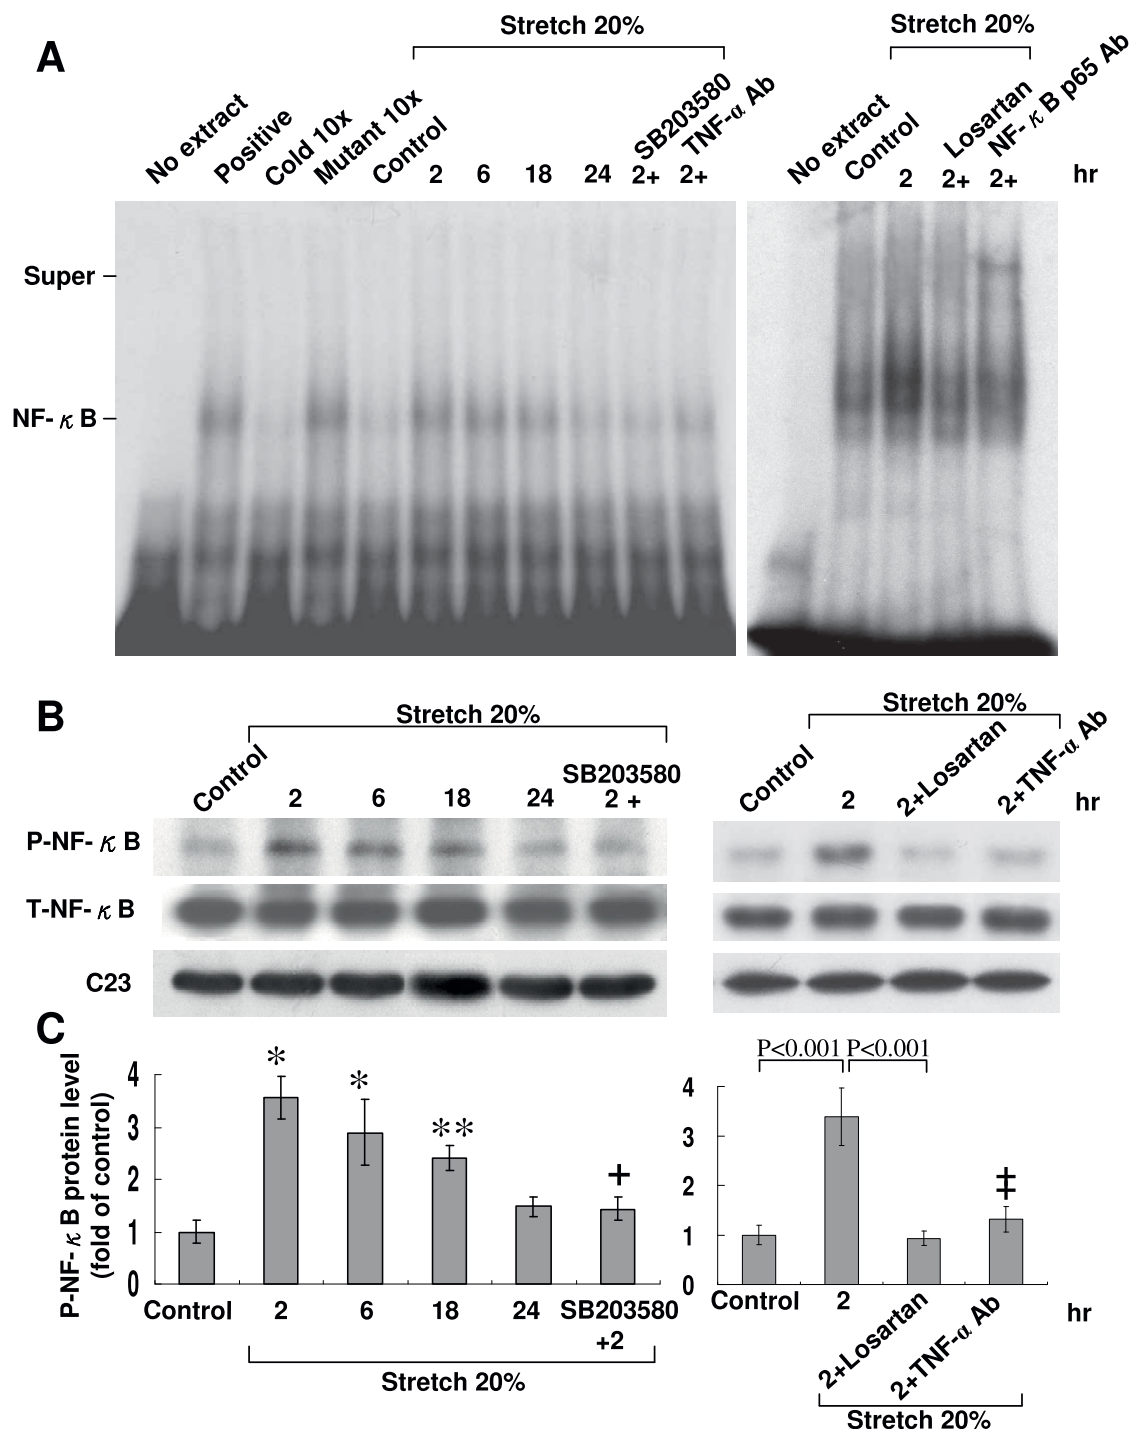 A
Stretch 20%
Stretch 20%
No extract
Positive
Cold 10x
Mutant 10x
Control
2
6
18
24
SB203580
2+
TNF-α Ab
2+
No extract
Control
2
Losartan
2+
NF-κB p65 Ab
2+
hr
Super
NF-κB
B
Stretch 20%
Stretch 20%
Control
2
6
18
24
SB203580
2 +
Control
2
2+Losartan
2+TNF-α Ab
hr
P-NF-κB
T-NF-κB
C23
C
P-NF-κB protein level
(fold of control)
4
3
2
1
0
*
*
**
+
Control
2
6
18
24
SB203580
+2
Stretch 20%
P<0.001
P<0.001
4
3
2
1
0
‡
Control
2
2+Losartan
2+TNF-α Ab
hr
Stretch 20%